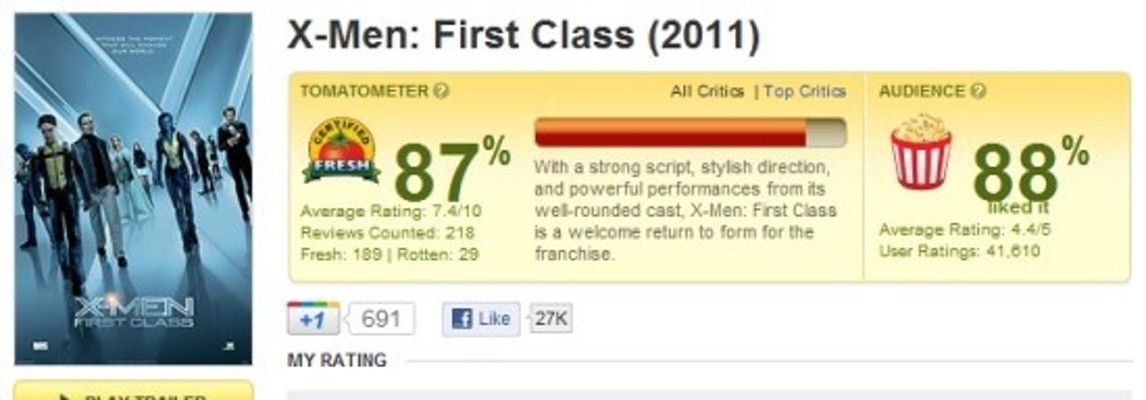 WITNESS THE MOMENT
THAT WILL CHANGE
OUR WORLD
X-MEN
FIRST CLASS
PLAY TRAILER
X-Men: First Class (2011)
TOMATOMETER ?
All Critics | Top Critics
CERTIFIED
FRESH
87%
Average Rating: 7.4/10
Reviews Counted: 218
Fresh: 189 | Rotten: 29
With a strong script, stylish direction,
and powerful performances from its
well-rounded cast, X-Men: First Class
is a welcome return to form for the
franchise.
AUDIENCE ?
88%
liked it
Average Rating: 4.4/5
User Ratings: 41,610
+1 691
f Like 27K
MY RATING